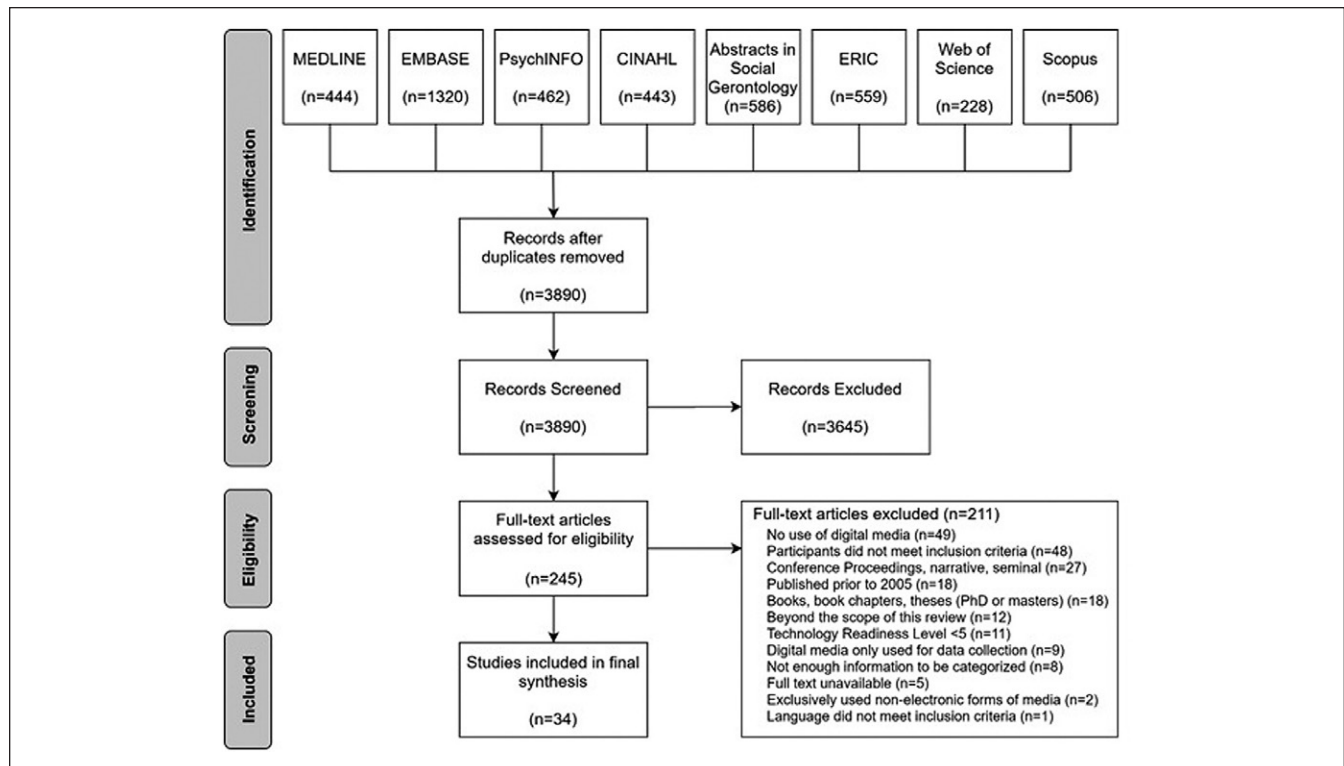 Identification
MEDLINE
(n=444)
EMBASE
(n=1320)
PsychINFO
(n=462)
CINAHL
(n=443)
Abstracts in
Social
Gerontology
(n=586)
ERIC
(n=559)
Web of
Science
(n=228)
Scopus
(n=506)
Records after
duplicates removed
(n=3890)
Screening
Records Screened
(n=3890)
Records Excluded
(n=3645)
Eligibility
Full-text articles
assessed for eligibility
(n=245)
Full-text articles excluded (n=211)
No use of digital media (n=49)
Participants did not meet inclusion criteria (n=48)
Conference Proceedings, narrative, seminal (n=27)
Published prior to 2005 (n=18)
Books, book chapters, theses (PhD or masters) (n=18)
Beyond the scope of this review (n=12)
Technology Readiness Level <5 (n=11)
Digital media only used for data collection (n=9)
Not enough information to be categorized (n=8)
Full text unavailable (n=5)
Exclusively used non-electronic forms of media (n=2)
Language did not meet inclusion criteria (n=1)
Included
Studies included in final
synthesis
(n=34)